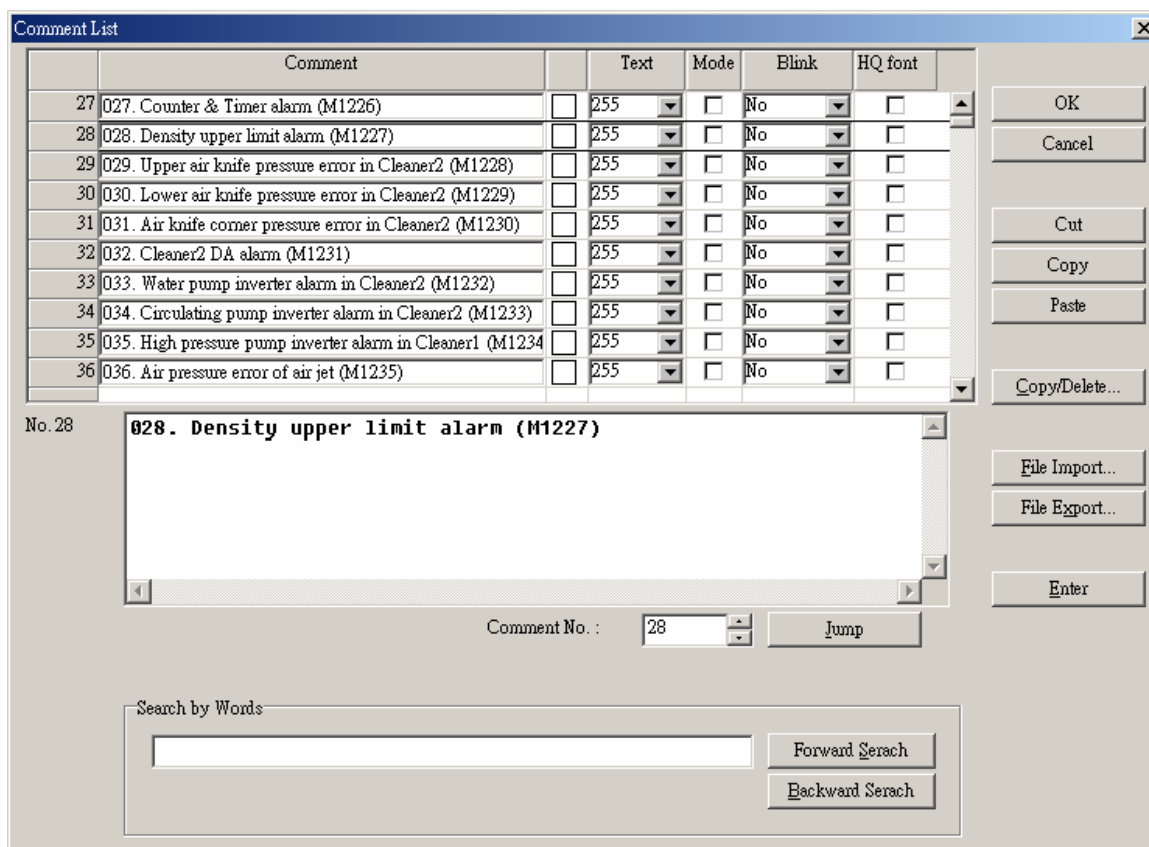 Comment List
Comment Text Mode Blink HQ font
27 027. Counter & Timer alarm (M1226) 255 No
28 028. Density upper limit alarm (M1227) 255 No
29 029. Upper air knife pressure error in Cleaner2 (M1228) 255 No
30 030. Lower air knife pressure error in Cleaner2 (M1229) 255 No
31 031. Air knife corner pressure error in Cleaner2 (M1230) 255 No
32 032. Cleaner2 DA alarm (M1231) 255 No
33 033. Water pump inverter alarm in Cleaner2 (M1232) 255 No
34 034. Circulating pump inverter alarm in Cleaner2 (M1233) 255 No
35 035. High pressure pump inverter alarm in Cleaner1 (M1234 255 No
36 036. Air pressure error of air jet (M1235) 255 No
OK
Cancel
Cut
Copy
Paste
Copy/Delete...
No. 28
028. Density upper limit alarm (M1227)
File Import...
File Export...
Enter
Comment No. : 28 Jump
Search by Words
Forward Serach
Backward Serach